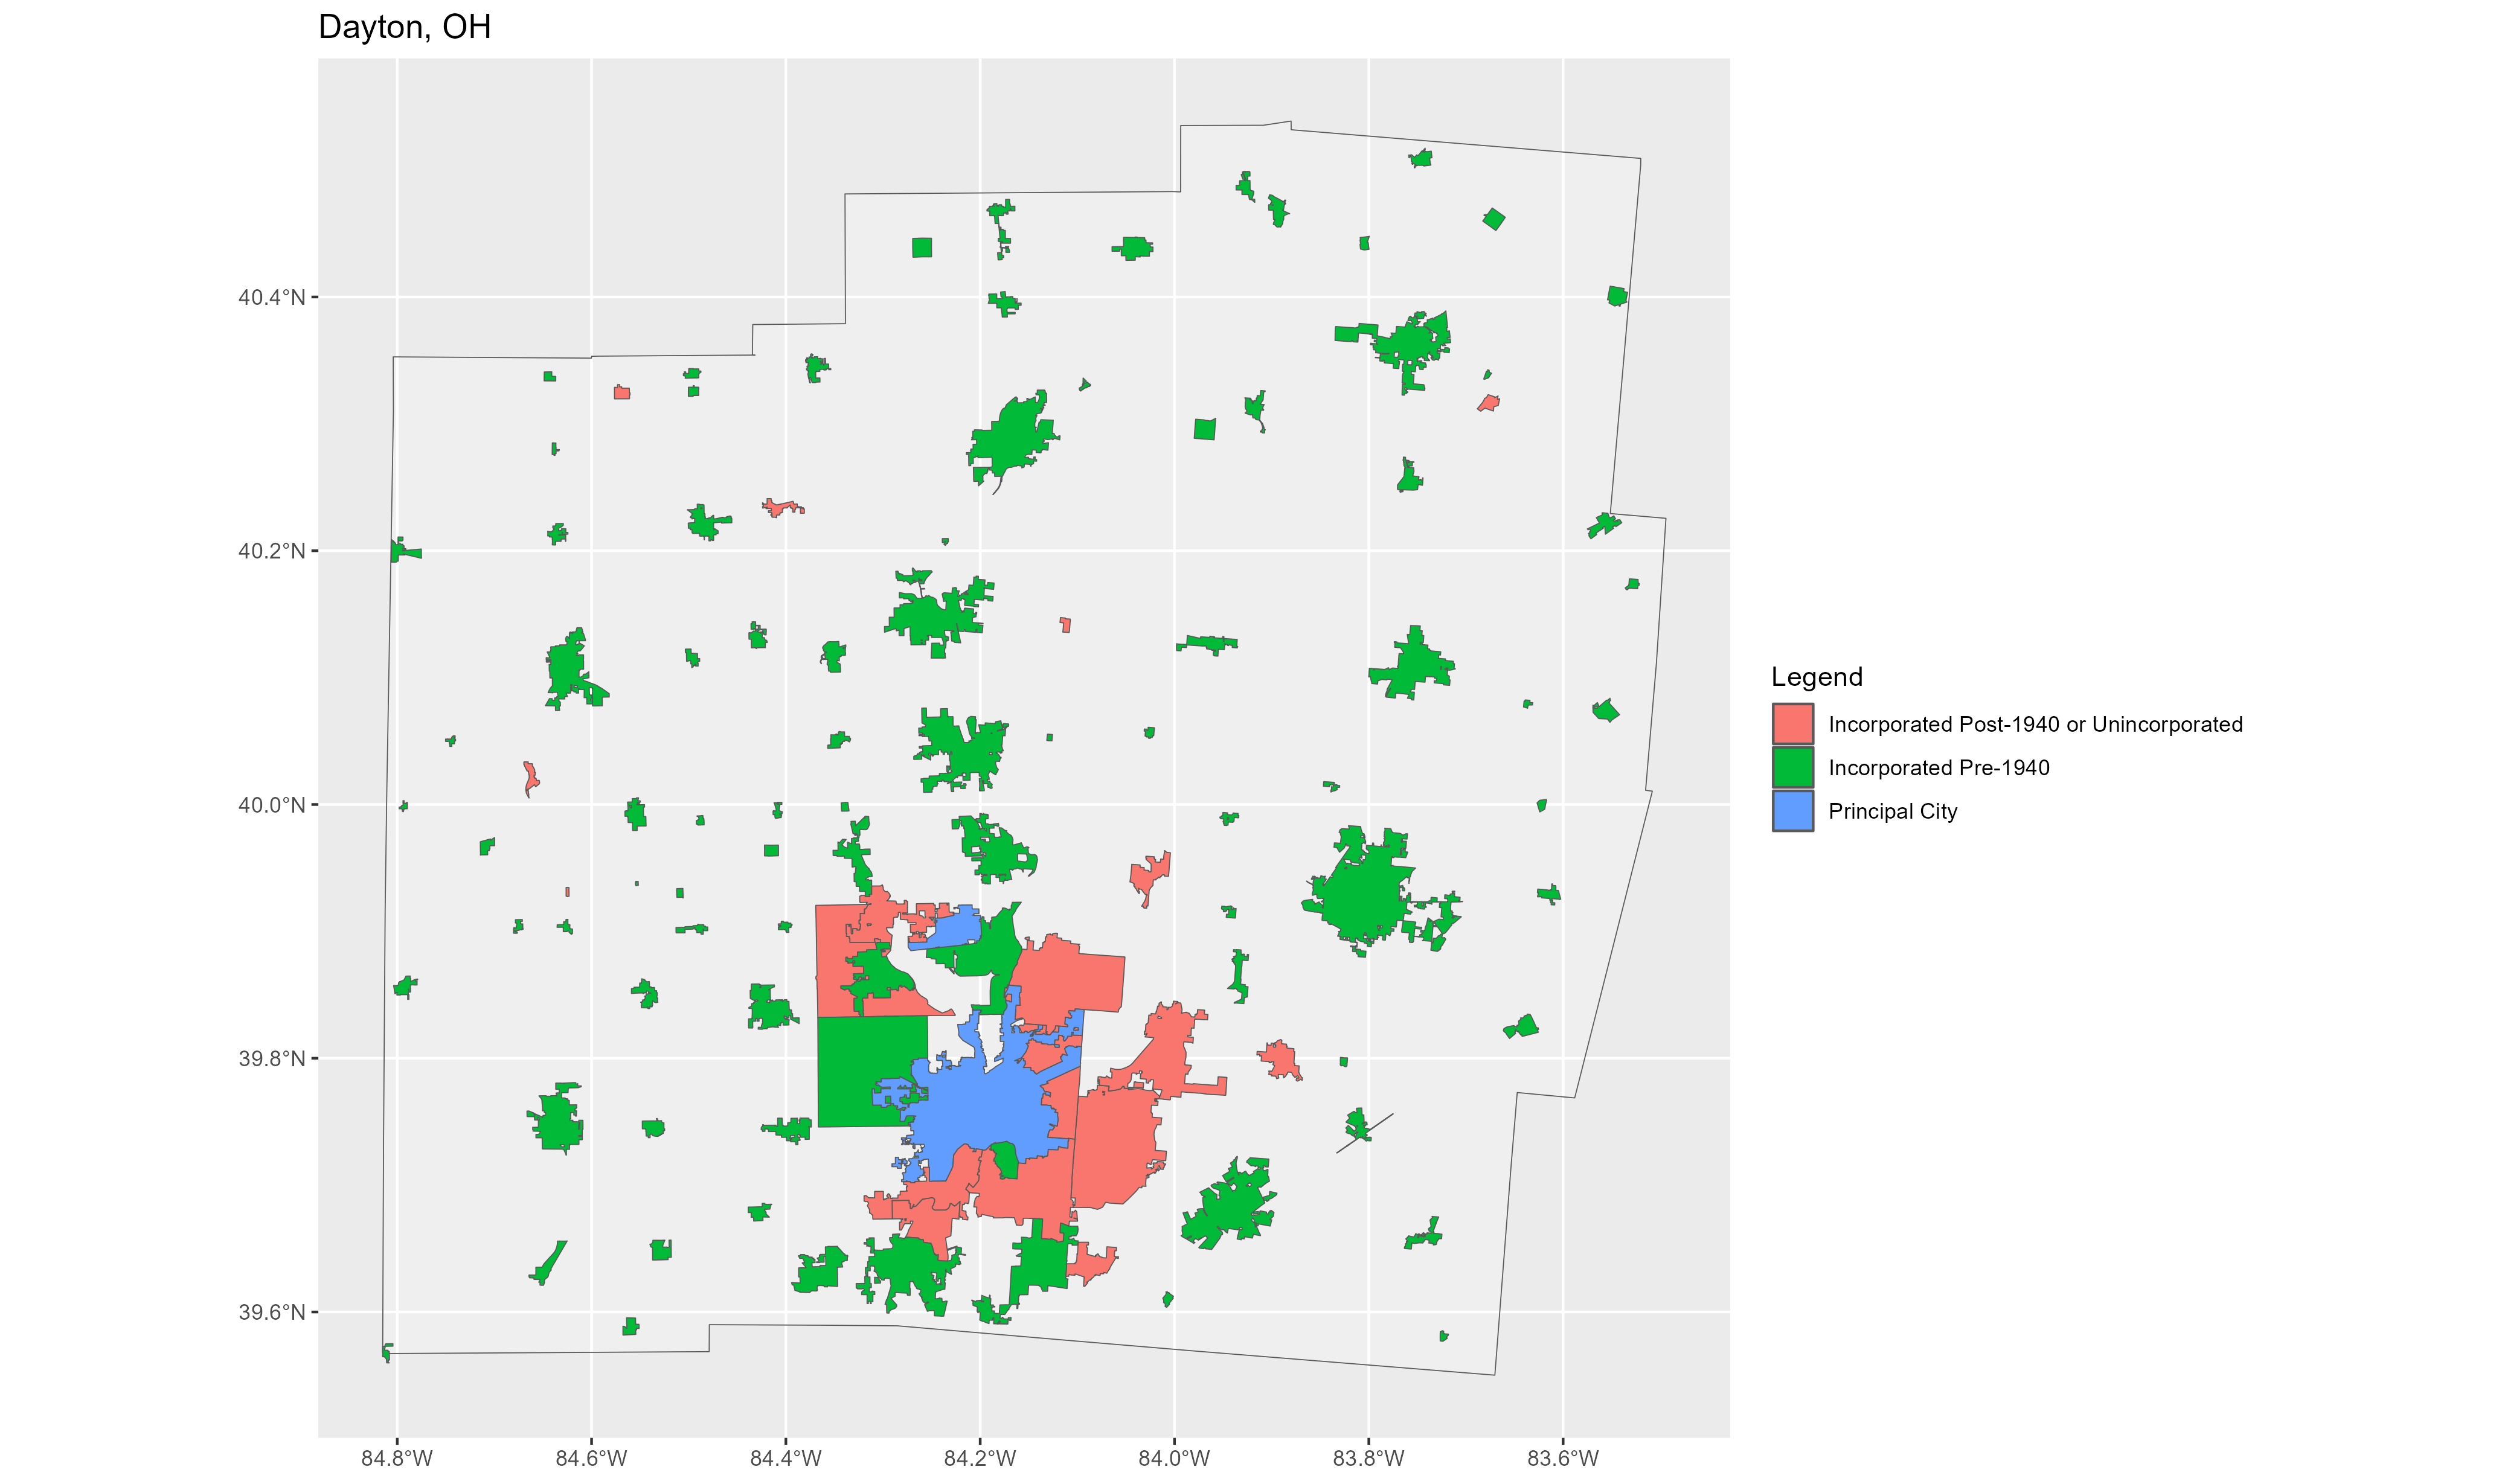 Dayton, OH
40.4°N
40.2°N
40.0°N
39.8°N
39.6°N
84.8°W
84.6°W
84.4°W
84.2°W
84.0°W
83.8°W
83.6°W
Legend
Incorporated Post-1940 or Unincorporated
Incorporated Pre-1940
Principal City